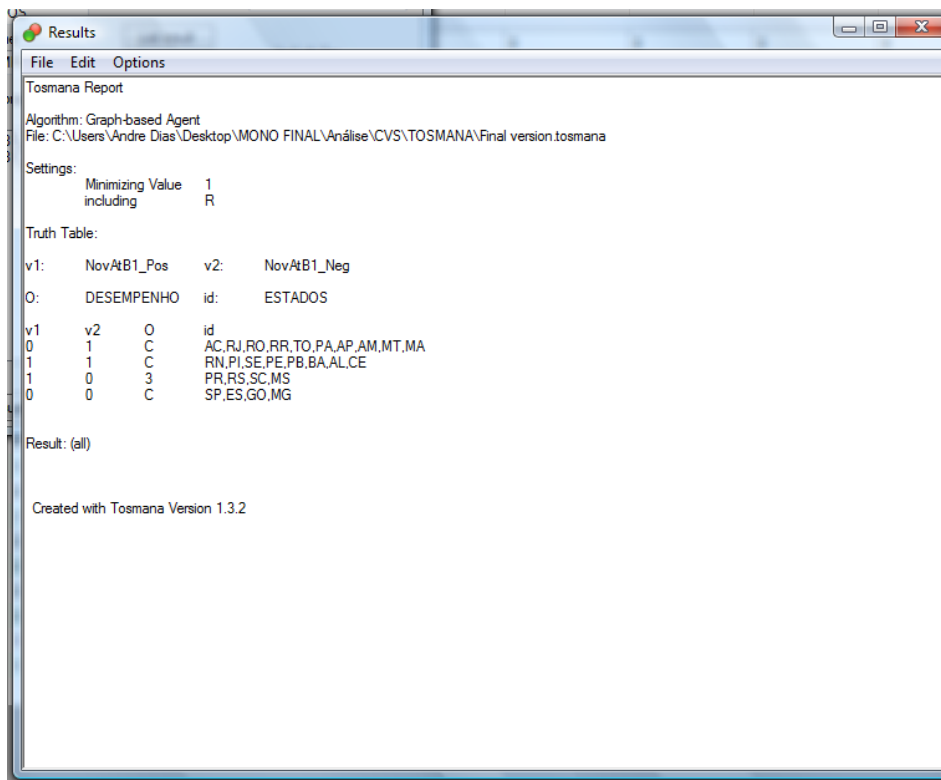 Results
File Edit Options
Tosmana Report
Algorithm: Graph-based Agent
File: C:\Users\Andre Dias\Desktop\MONO FINAL\Análise\CVS\TOSMANA\Final version.tosmana
Settings:
Minimizing Value 1
including R
Truth Table:
v1: NovAtB1_Pos v2: NovAtB1_Neg
O: DESEMPENHO id: ESTADOS
v1 v2 O id
0 1 C AC,RJ,RO,RR,TO,PA,AP,AM,MT,MA
1 1 C RN,PI,SE,PE,PB,BA,AL,CE
1 0 3 PR,RS,SC,MS
0 0 C SP,ES,GO,MG
Result: (all)
Created with Tosmana Version 1.3.2